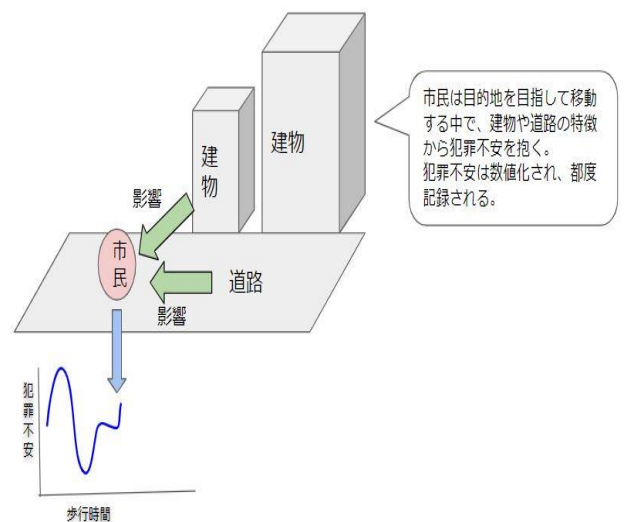 建物
建物
市民は目的地を目指して移動
する中で、建物や道路の特徴
から犯罪不安を抱く。
犯罪不安は数値化され、都度
記録される。
影響
市民
道路
影響
犯罪不安
歩行時間